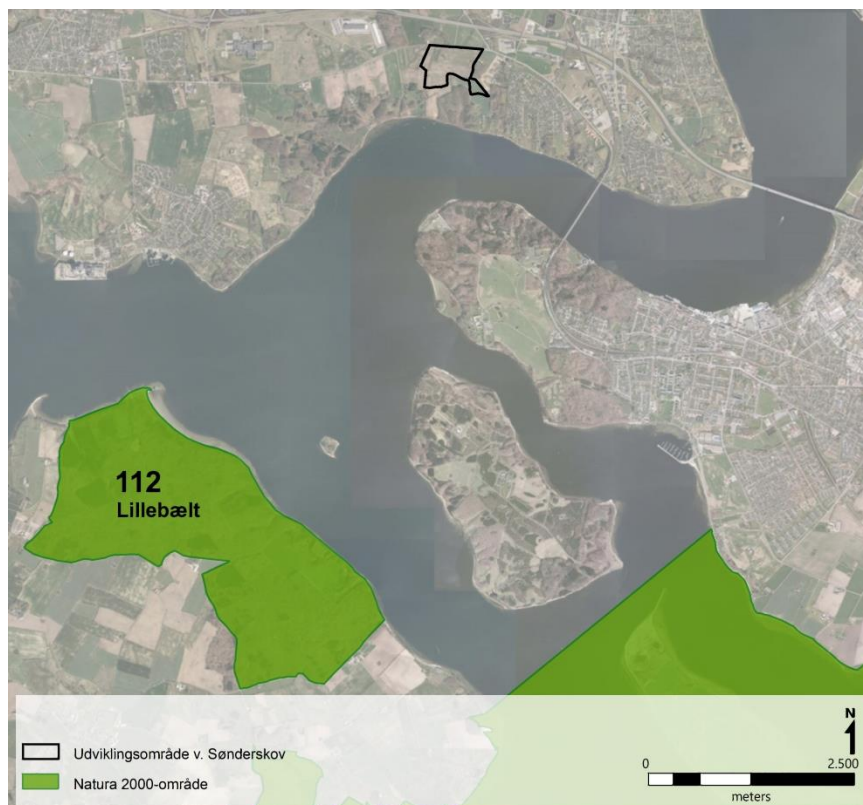 112
Lillebælt
Udviklingsområde v. Sønderskov
Natura 2000-område
N
0 2.500
meters